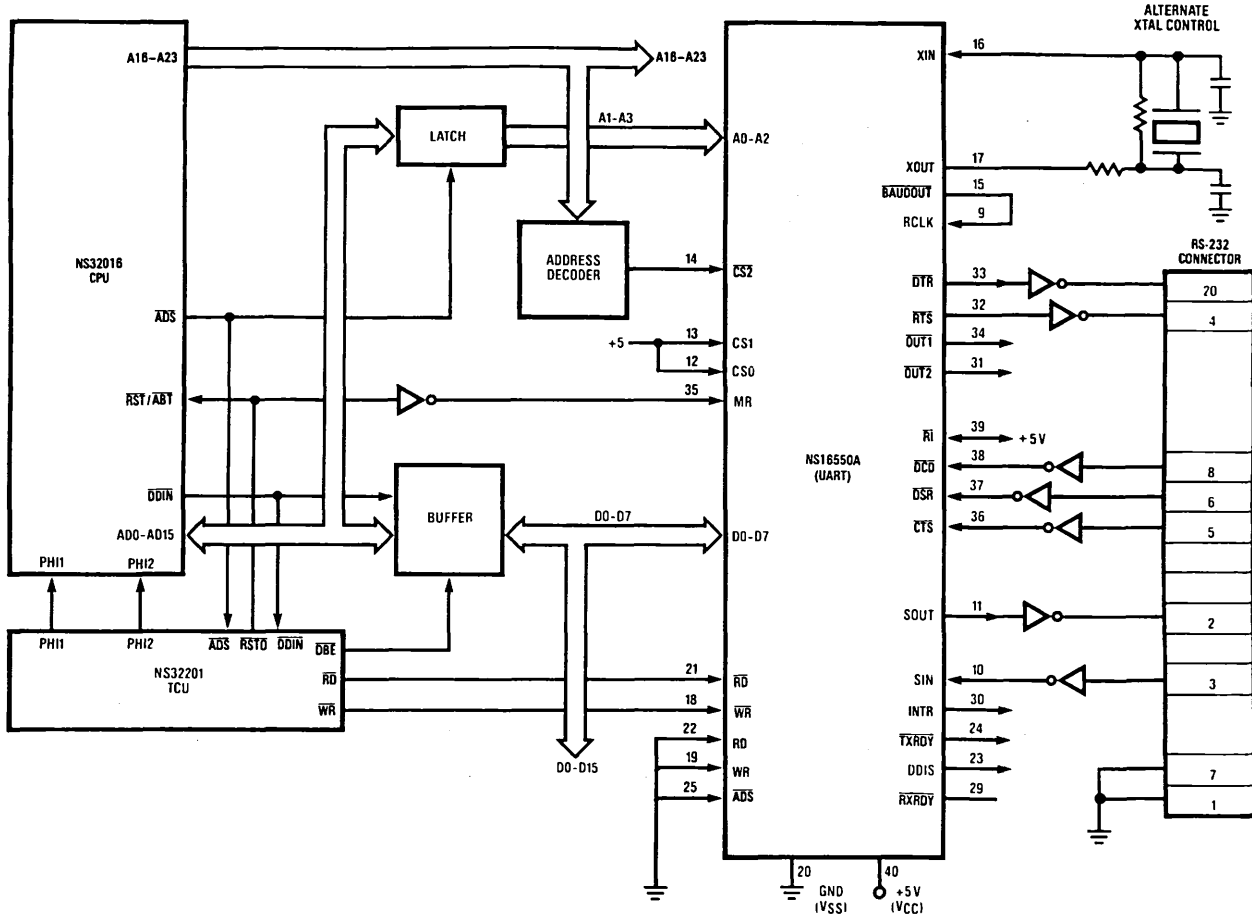 ALTERNATE
XTAL CONTROL
A16-A23
A16-A23
XIN
16
LATCH
A1-A3
A0-A2
XOUT
17
BAUDOUT
15
RCLK
9
NS32016
CPU
ADDRESS
DECODER
14
CS2
RS-232
CONNECTOR
DTR
33
20
RTS
32
4
ADS
+5
13
CS1
12
CS0
OUT1
34
OUT2
31
RST/ABT
35
MR
NS16550A
(UART)
RI
39
+5V
DCD
38
8
DSR
37
6
CTS
36
5
DDIN
BUFFER
AD0-AD15
D0-D7
D0-D7
PHI1
PHI2
SOUT
11
2
PHI1
PHI2
ADS
RSTO
DDIN
DBE
NS32201
TCU
RD
21
RD
SIN
10
3
WR
18
WR
INTR
30
22
RD
TXRDY
24
D0-D15
19
WR
DDIS
23
7
25
ADS
RXRDY
29
1
20
GND
(VSS)
40
+5V
(VCC)